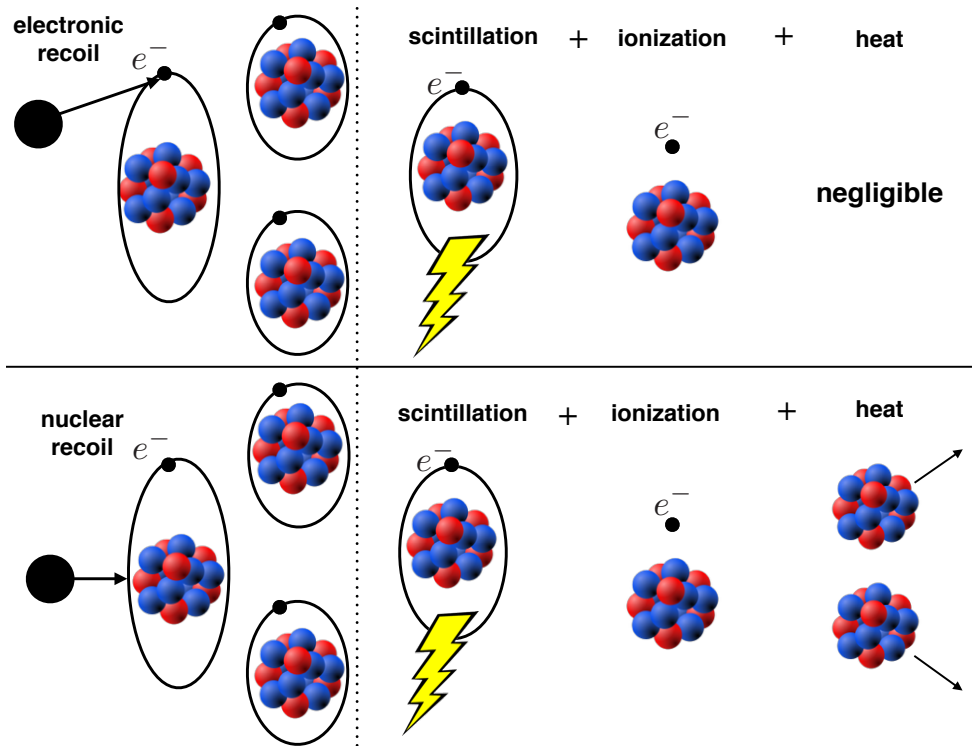 electronic
recoil
e⁻
scintillation + ionization + heat
e⁻
e⁻
negligible
nuclear
recoil
e⁻
scintillation + ionization + heat
e⁻
e⁻